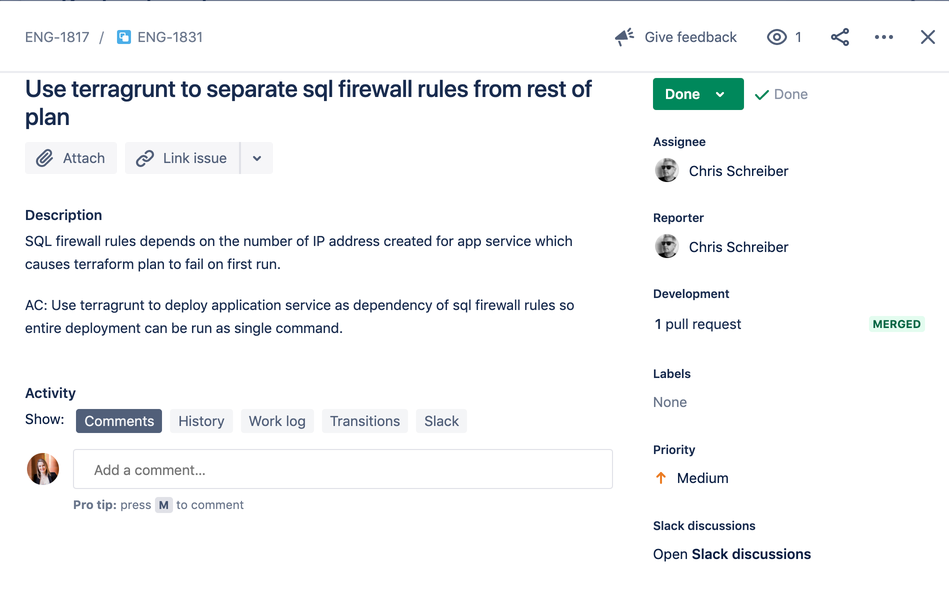 ENG-1817 / ENG-1831
Give feedback
1
Use terragrunt to separate sql firewall rules from rest of
plan
Attach
Link issue
Description
SQL firewall rules depends on the number of IP address created for app service which
causes terraform plan to fail on first run.
AC: Use terragrunt to deploy application service as dependency of sql firewall rules so
entire deployment can be run as single command.
Activity
Show: Comments History Work log Transitions Slack
Add a comment...
Pro tip: press M to comment
Done
Done
Assignee
Chris Schreiber
Reporter
Chris Schreiber
Development
1 pull request MERGED
Labels
None
Priority
Medium
Slack discussions
Open Slack discussions